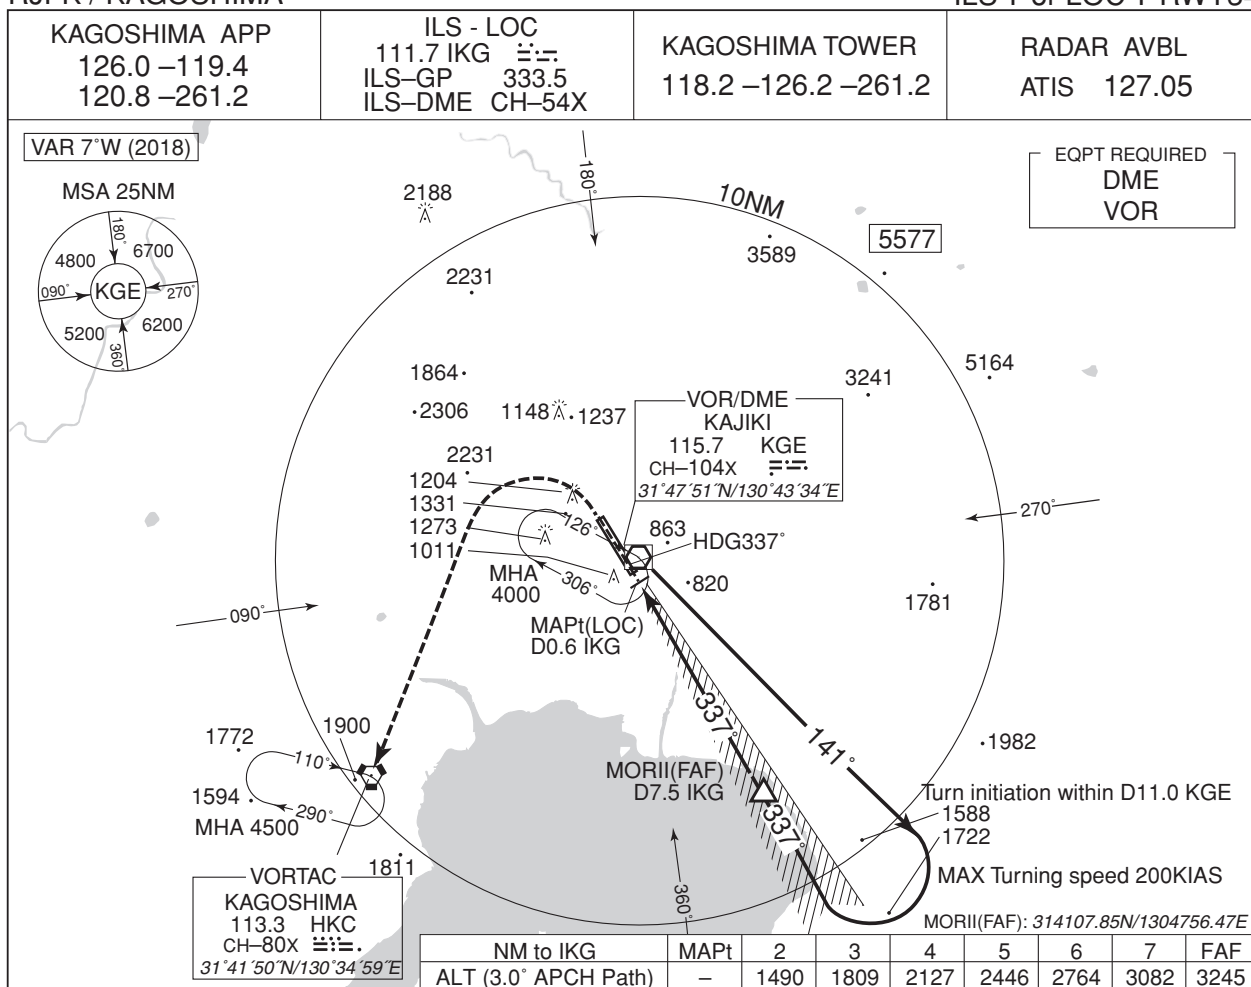 KAGOSHIMA APP
126.0 –119.4
120.8 –261.2
ILS - LOC
111.7 IKG
ILS–GP 333.5
ILS–DME CH–54X
KAGOSHIMA TOWER
118.2 –126.2 –261.2
RADAR AVBL
ATIS 127.05
VAR 7°W (2018)
MSA 25NM
180°
4800
6700
090°
KGE
270°
5200
6200
360°
EQPT REQUIRED
DME
VOR
2188
180°
10NM
3589
5577
2231
1864
2306
1148
1237
3241
5164
VOR/DME
KAJIKI
115.7 KGE
CH–104X
31°47´51˝N/130°43´34˝E
2231
1204
1331
1273
1011
126°
306°
MHA
4000
863
HDG337°
820
270°
1781
090°
MAPt(LOC)
D0.6 IKG
337°
141°
1982
1772
1900
110°
1594
290°
MHA 4500
MORII(FAF)
D7.5 IKG
337°
Turn initiation within D11.0 KGE
1588
1722
MAX Turning speed 200KIAS
1811
360°
VORTAC
KAGOSHIMA
113.3 HKC
CH–80X
31°41´50˝N/130°34´59˝E
MORII(FAF): 314107.85N/1304756.47E
NM to IKG MAPt 2 3 4 5 6 7 FAF
ALT (3.0° APCH Path) – 1490 1809 2127 2446 2764 3082 3245